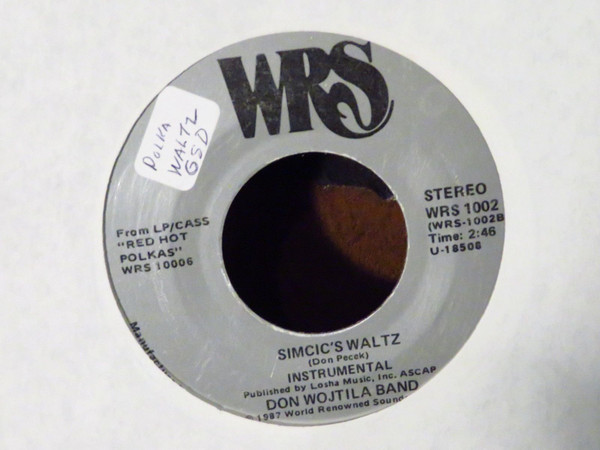 WRS
POLKA
WALTZ
GSD
From LP/CASS
"RED HOT
POLKAS"
WRS 10006
STEREO
WRS 1002
(WRS-1002B
Time: 2:46
U-18506
SIMCIC'S WALTZ
(Don Pecek)
INSTRUMENTAL
Published by Losha Music, Inc. ASCAP
DON WOJTILA BAND
© 1987 World Renowned Sound